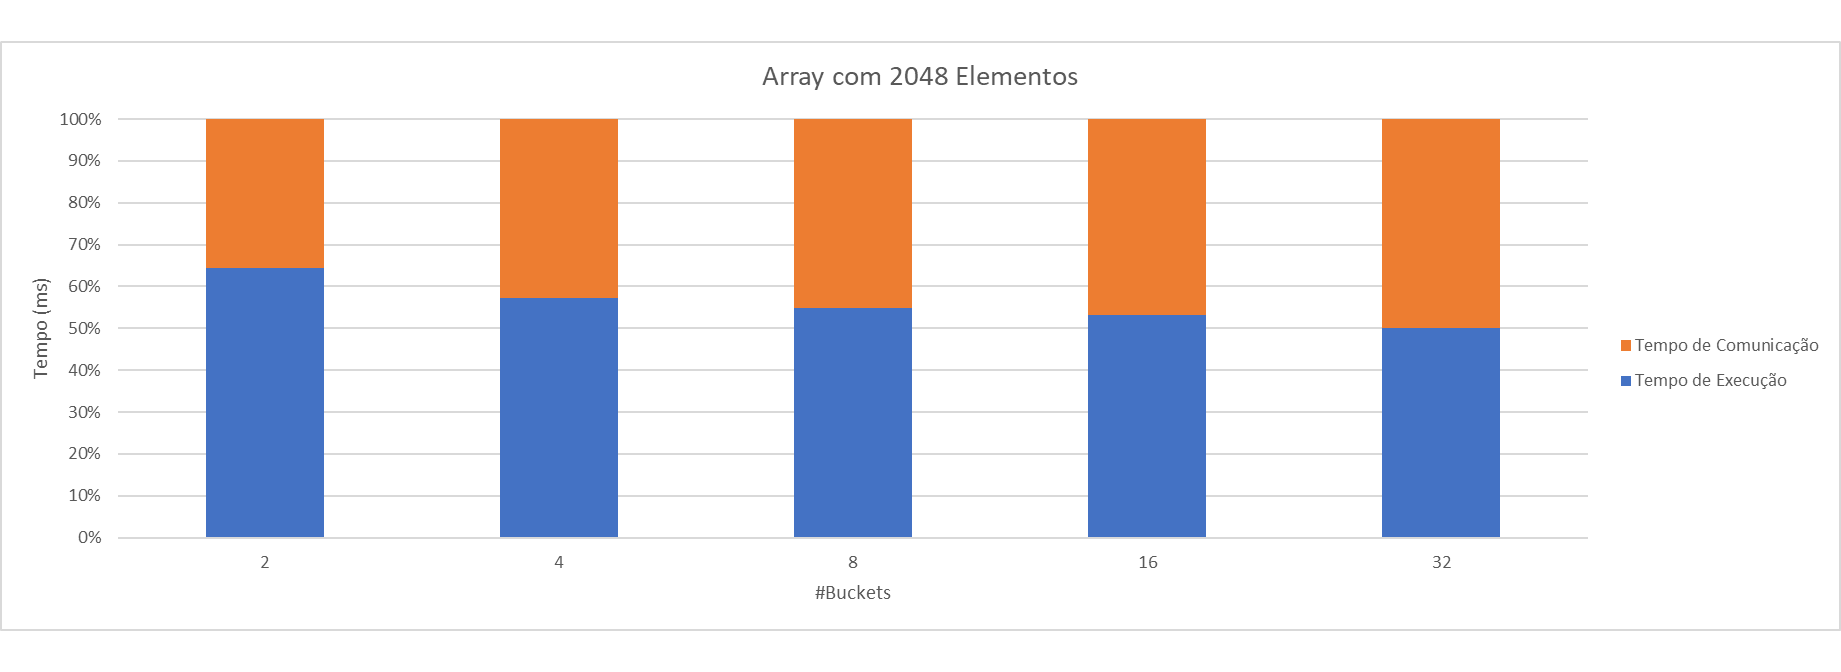 Array com 2048 Elementos
100%
90%
80%
70%
60%
50%
40%
30%
20%
10%
0%
Tempo (ms)
2 4 8 16 32
#Buckets
Tempo de Comunicação
Tempo de Execução